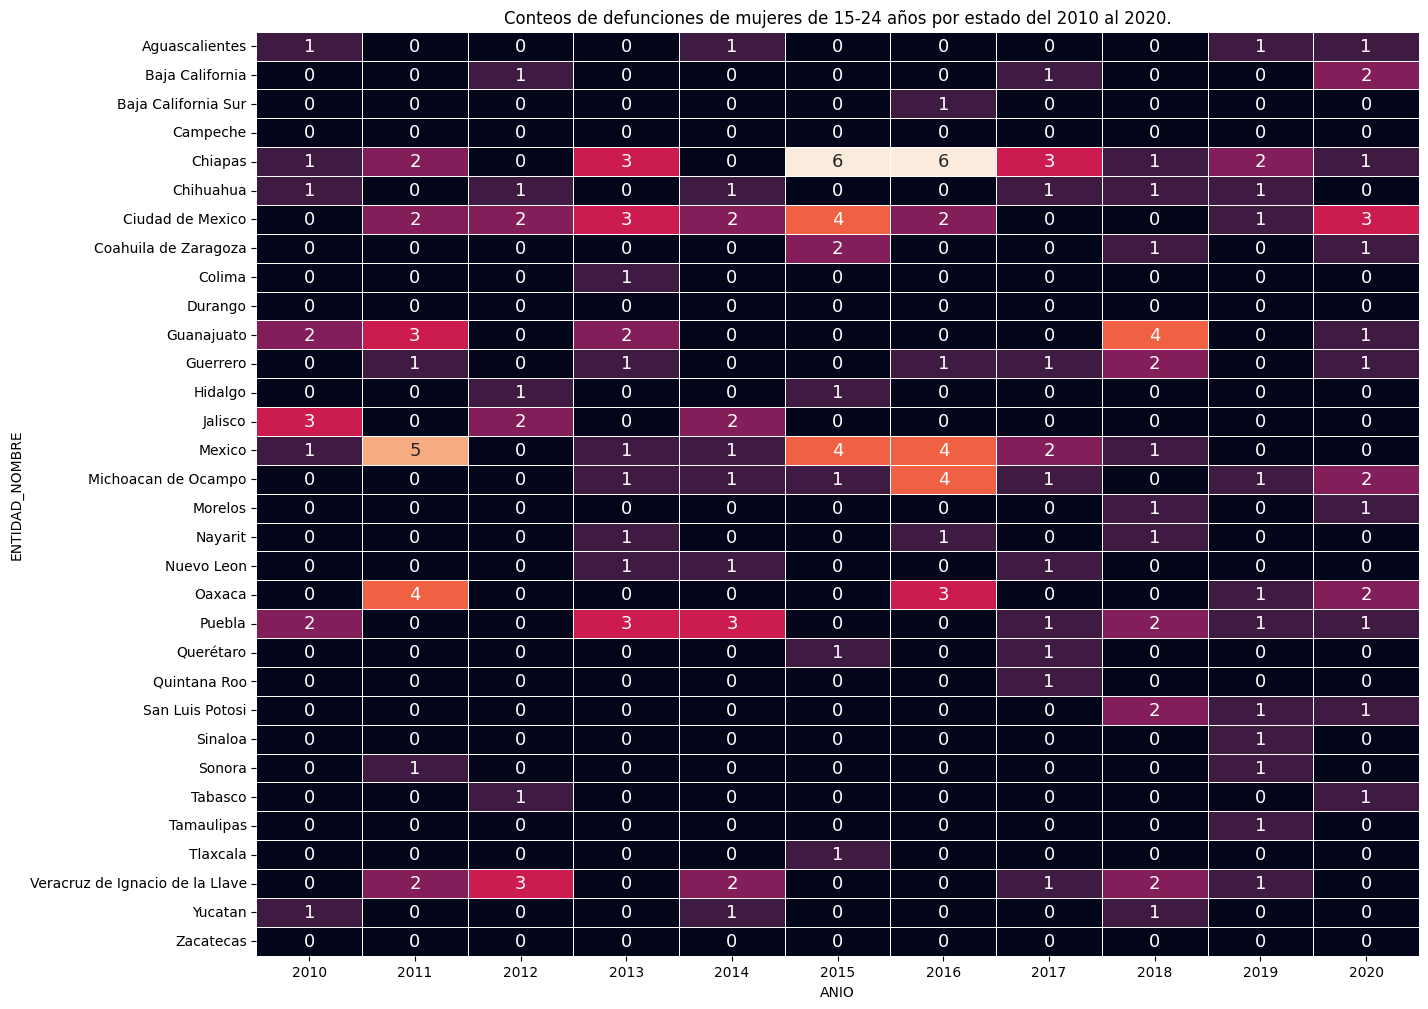 Conteos de defunciones de mujeres de 15-24 años por estado del 2010 al 2020.
ENTIDAD_NOMBRE
Aguascalientes 1 0 0 0 1 0 0 0 0 1 1
Baja California 0 0 1 0 0 0 0 1 0 0 2
Baja California Sur 0 0 0 0 0 0 1 0 0 0 0
Campeche 0 0 0 0 0 0 0 0 0 0 0
Chiapas 1 2 0 3 0 6 6 3 1 2 1
Chihuahua 1 0 1 0 1 0 0 1 1 1 0
Ciudad de Mexico 0 2 2 3 2 4 2 0 0 1 3
Coahuila de Zaragoza 0 0 0 0 0 2 0 0 1 0 1
Colima 0 0 0 1 0 0 0 0 0 0 0
Durango 0 0 0 0 0 0 0 0 0 0 0
Guanajuato 2 3 0 2 0 0 0 0 4 0 1
Guerrero 0 1 0 1 0 0 1 1 2 0 1
Hidalgo 0 0 1 0 0 1 0 0 0 0 0
Jalisco 3 0 2 0 2 0 0 0 0 0 0
Mexico 1 5 0 1 1 4 4 2 1 0 0
Michoacan de Ocampo 0 0 0 1 1 1 4 1 0 1 2
Morelos 0 0 0 0 0 0 0 0 1 0 1
Nayarit 0 0 0 1 0 0 1 0 1 0 0
Nuevo Leon 0 0 0 1 1 0 0 1 0 0 0
Oaxaca 0 4 0 0 0 0 3 0 0 1 2
Puebla 2 0 0 3 3 0 0 1 2 1 1
Querétaro 0 0 0 0 0 1 0 1 0 0 0
Quintana Roo 0 0 0 0 0 0 0 1 0 0 0
San Luis Potosi 0 0 0 0 0 0 0 0 2 1 1
Sinaloa 0 0 0 0 0 0 0 0 0 1 0
Sonora 0 1 0 0 0 0 0 0 0 1 0
Tabasco 0 0 1 0 0 0 0 0 0 0 1
Tamaulipas 0 0 0 0 0 0 0 0 0 1 0
Tlaxcala 0 0 0 0 0 1 0 0 0 0 0
Veracruz de Ignacio de la Llave 0 2 3 0 2 0 0 1 2 1 0
Yucatan 1 0 0 0 1 0 0 0 1 0 0
Zacatecas 0 0 0 0 0 0 0 0 0 0 0
2010 2011 2012 2013 2014 2015 2016 2017 2018 2019 2020
ANIO